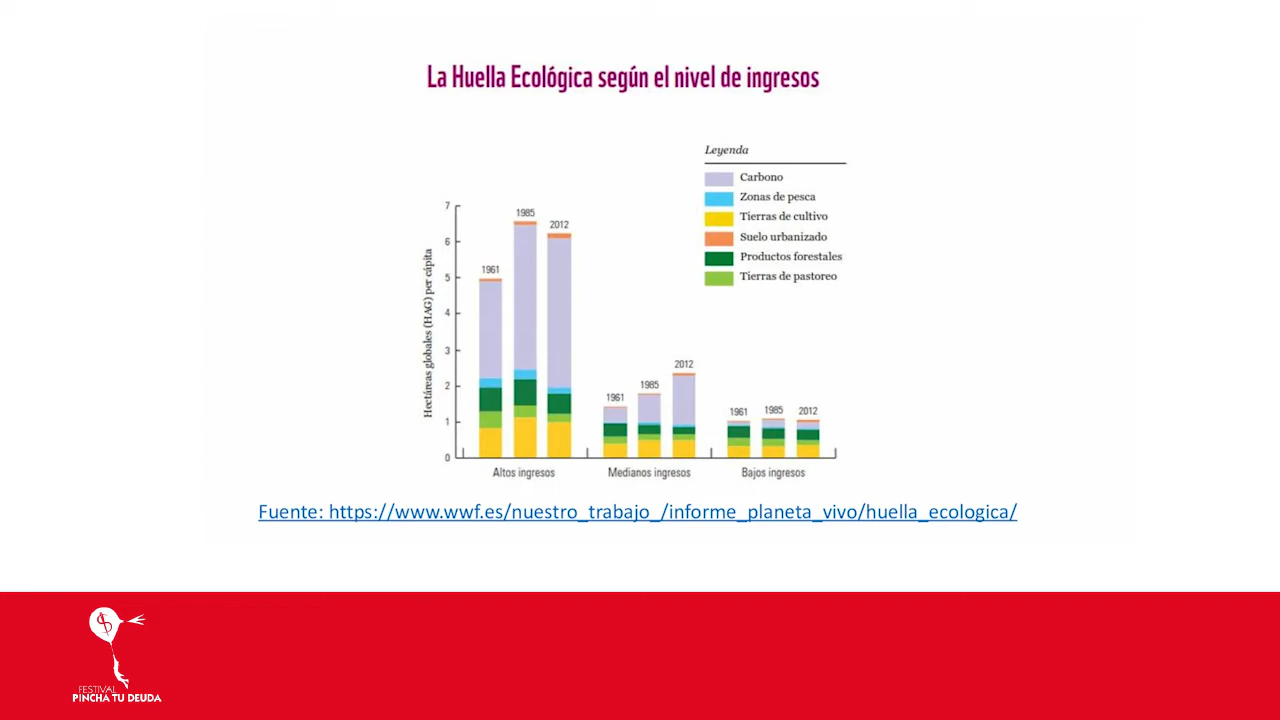 La Huella Ecológica según el nivel de ingresos
Leyenda
Carbono
Zonas de pesca
Tierras de cultivo
Suelo urbanizado
Productos forestales
Tierras de pastoreo
Hectáreas globales (HAG) per cápita
7
6
5
4
3
2
1
0
1961
1985
2012
1961
1985
2012
1961
1985
2012
Altos ingresos
Medianos ingresos
Bajos ingresos
Fuente: https://www.wwf.es/nuestro_trabajo_/informe_planeta_vivo/huella_ecologica/
$
FESTIVAL
PINCHA TU DEUDA